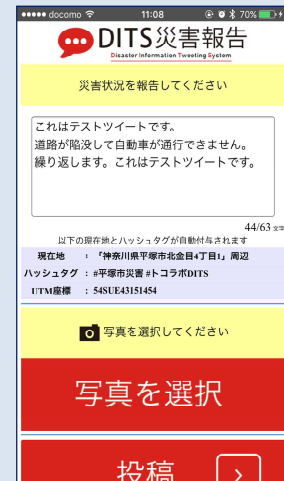 docomo 11:08 70%
DITS災害報告
Disaster Information Tweeting System
災害状況を報告してください
これはテストツイートです。
道路が陥没して自動車が通行できません。
繰り返します。これはテストツイートです。
44/63 文字
以下の現在地とハッシュタグが自動付与されます
現在地 : 「神奈川県平塚市北金目4丁目1」周辺
ハッシュタグ : #平塚市災害 #トコラボDITS
UTM座標 : 54SUE43151454
写真を選択してください
写真を選択
投稿